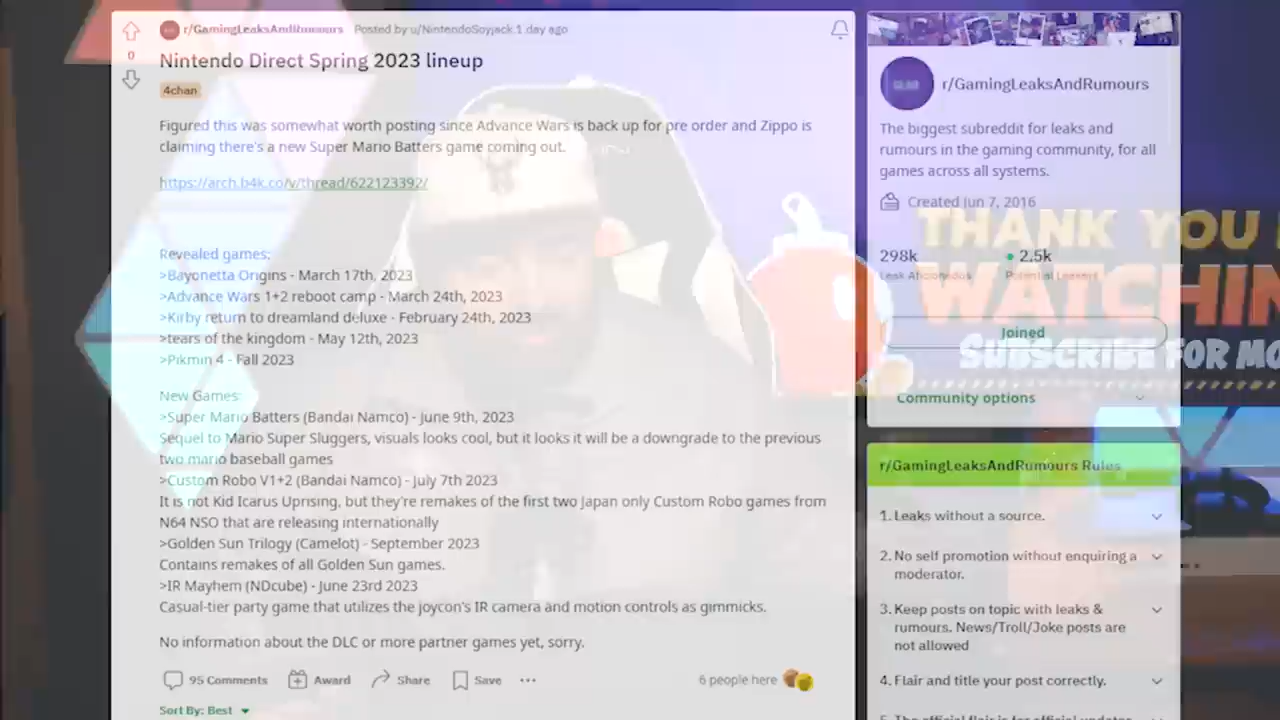 r/GamingLeaksAndRumours Posted by u/NintendoSoyjack 1 day ago
0
Nintendo Direct Spring 2023 lineup
4chan
Figured this was somewhat worth posting since Advance Wars is back up for pre order and Zippo is
claiming there's a new Super Mario Batters game coming out.
https://arch.b4k.co/v/thread/622123392/
Revealed games:
>Bayonetta Origins - March 17th, 2023
>Advance Wars 1+2 reboot camp - March 24th, 2023
>Kirby return to dreamland deluxe - February 24th, 2023
>tears of the kingdom - May 12th, 2023
>Pikmin 4 - Fall 2023
New Games:
>Super Mario Batters (Bandai Namco) - June 9th, 2023
Sequel to Mario Super Sluggers, visuals looks cool, but it looks it will be a downgrade to the previous
two mario baseball games
>Custom Robo V1+2 (Bandai Namco) - July 7th 2023
It is not Kid Icarus Uprising, but they're remakes of the first two Japan only Custom Robo games from
N64 NSO that are releasing internationally
>Golden Sun Trilogy (Camelot) - September 2023
Contains remakes of all Golden Sun games.
>IR Mayhem (NDcube) - June 23rd 2023
Casual-tier party game that utilizes the joycon's IR camera and motion controls as gimmicks.
No information about the DLC or more partner games yet, sorry.
95 Comments Award Share Save ... 6 people here
Sort By: Best
r/GamingLeaksAndRumours
The biggest subreddit for leaks and
rumours in the gaming community, for all
games across all systems.
Created Jun 7, 2016
298k 2.5k
Leak Aficionados Potential Leakers
Joined
Community options
r/GamingLeaksAndRumours Rules
1. Leaks without a source.
2. No self promotion without enquiring a
moderator.
3. Keep posts on topic with leaks &
rumours. News/Troll/Joke posts are
not allowed
4. Flair and title your post correctly.
THANK YOU
WATCHIN
SUBSCRIBE FOR MO